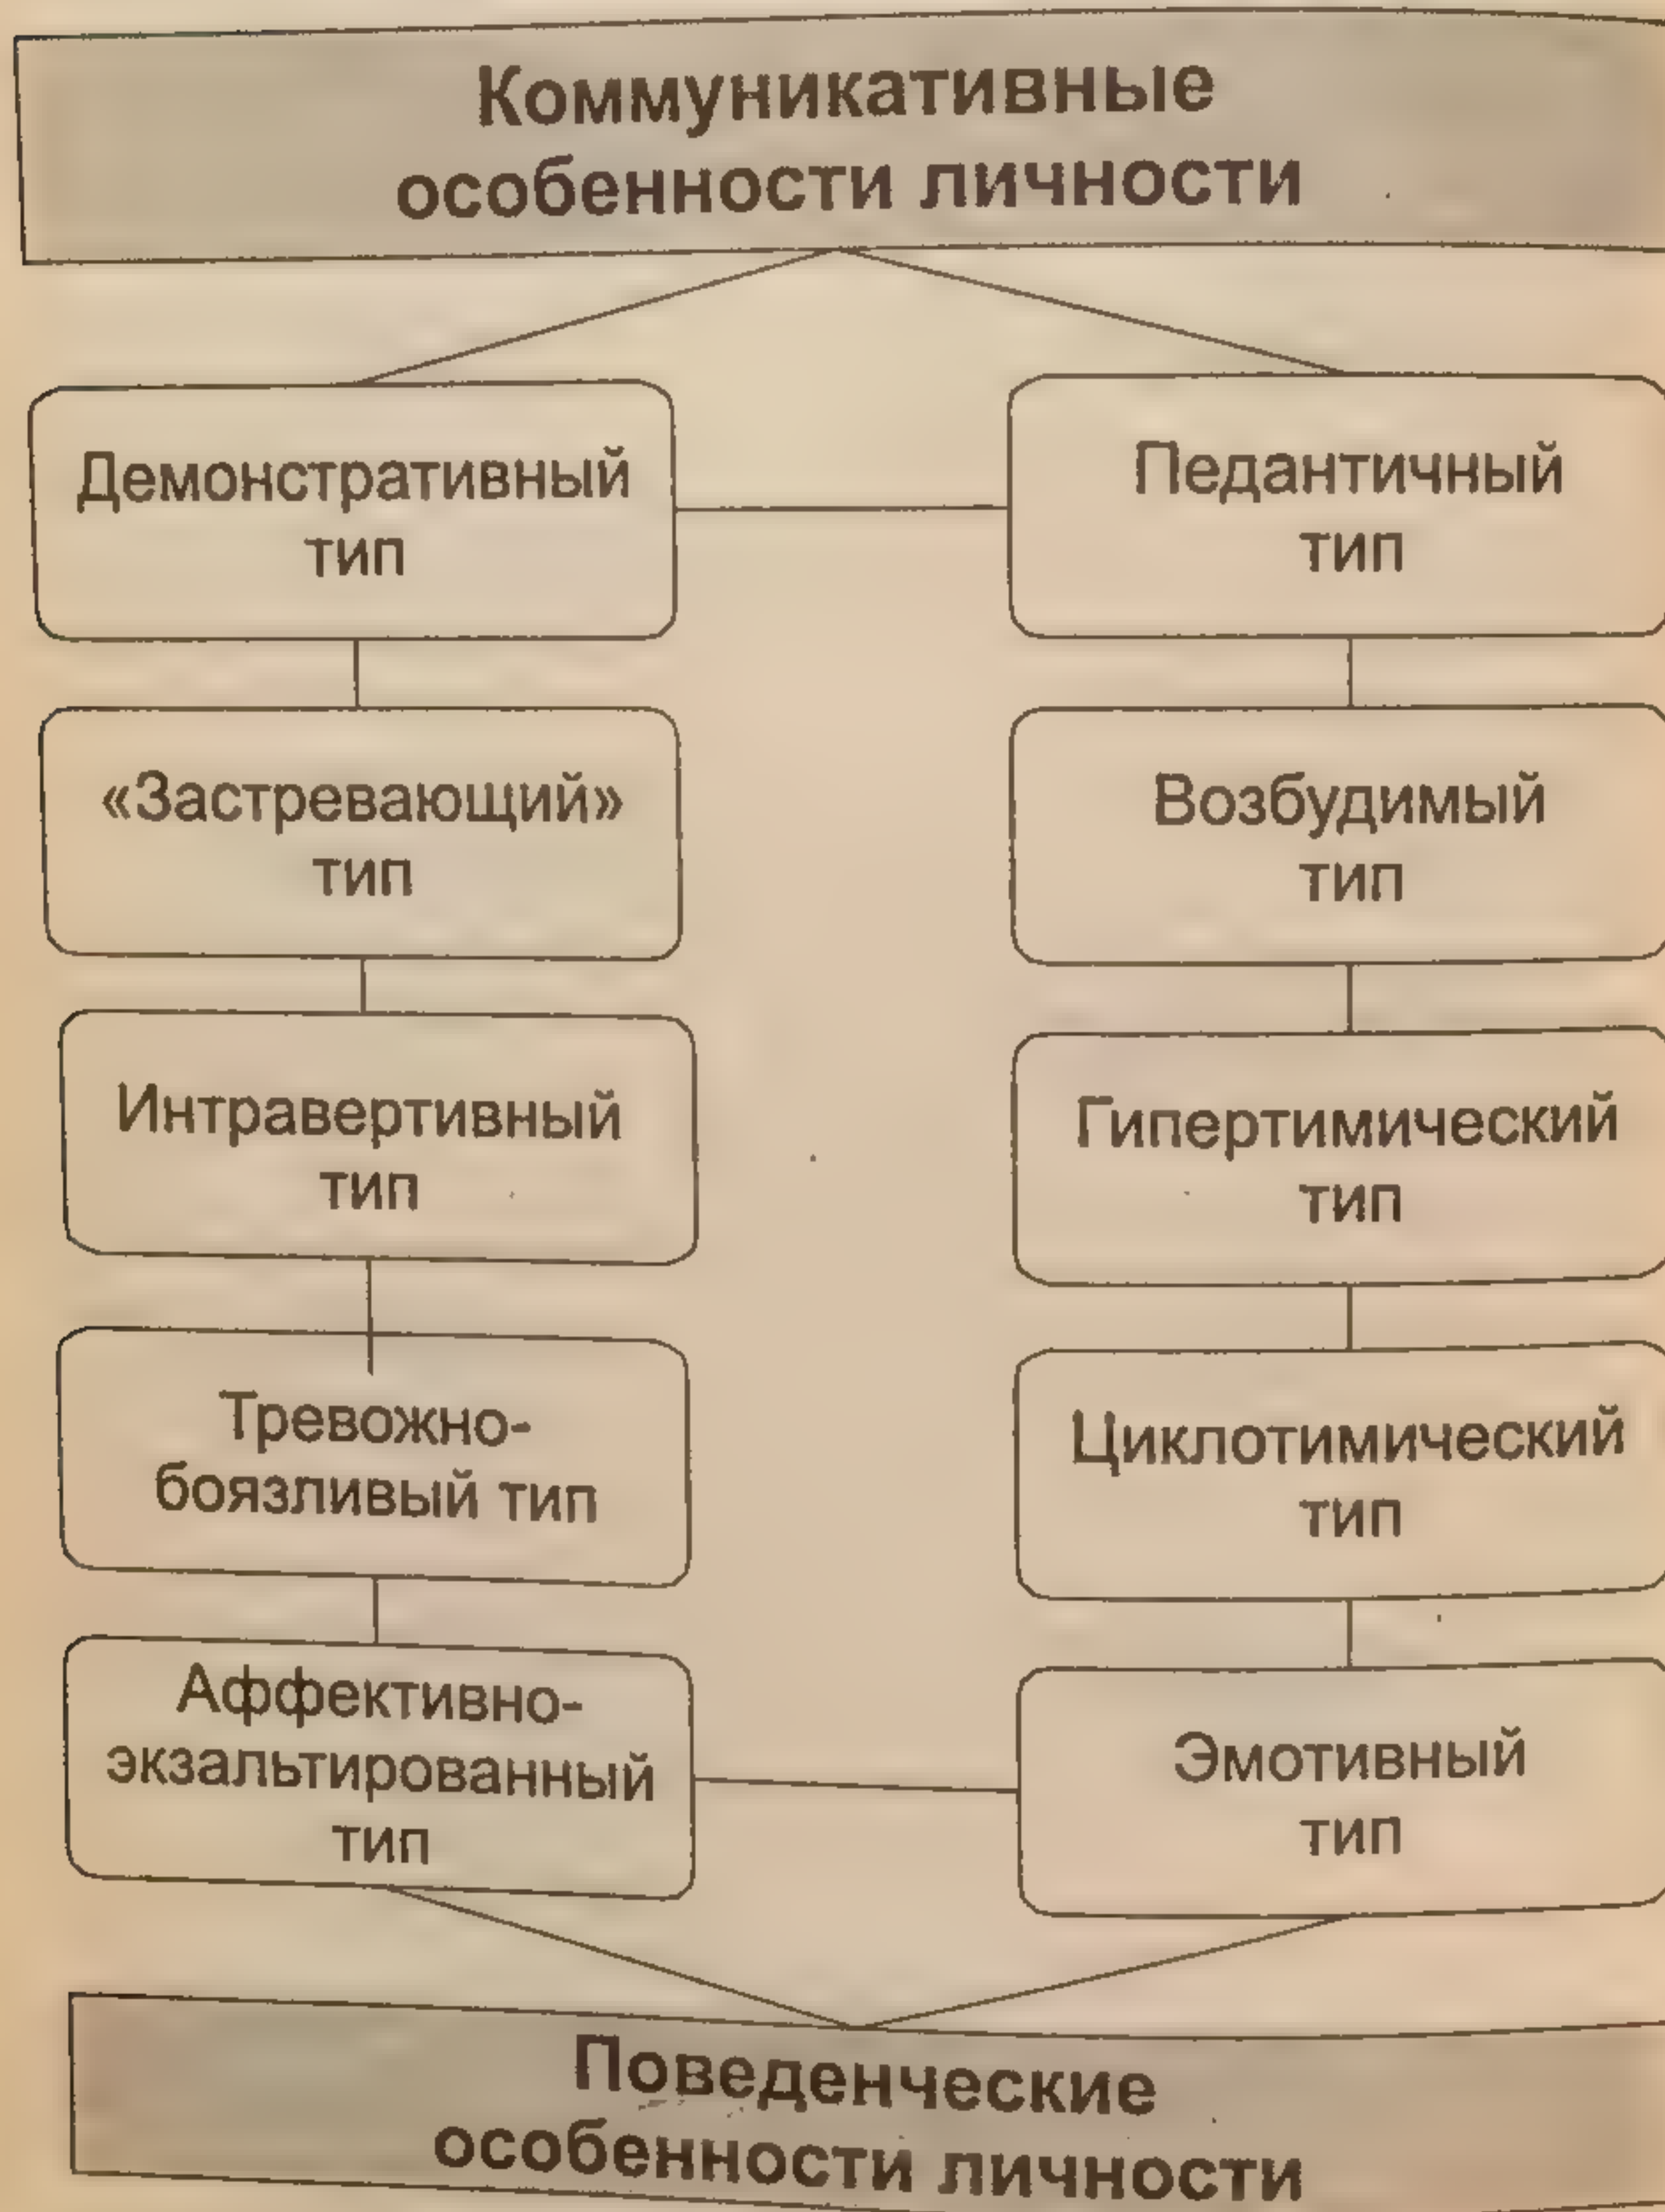 Коммуникативные
особенности личности
Демонстративный
тип
Педантичный
тип
«Застревающий»
тип
Возбудимый
тип
Интравертивный
тип
Гипертимический
тип
Тревожно-
боязливый тип
Циклотимический
тип
Аффективно-
экзальтированный
тип
Эмотивный
тип
Поведенческие
особенности личности